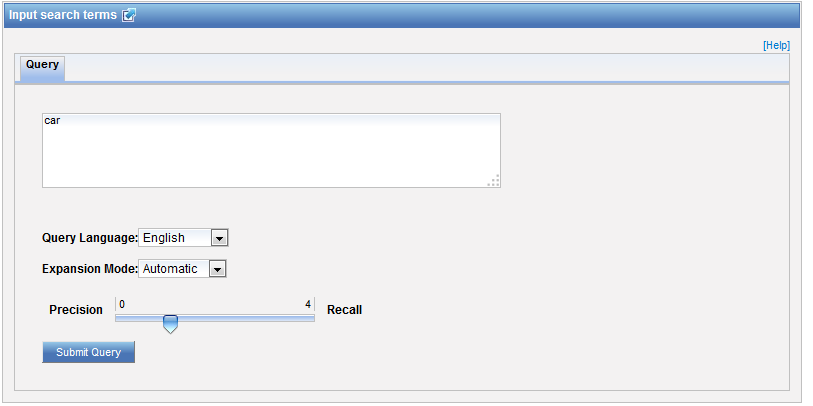 Input search terms
[Help]
Query
car
Query Language: English
Expansion Mode: Automatic
0 4
Precision Recall
Submit Query